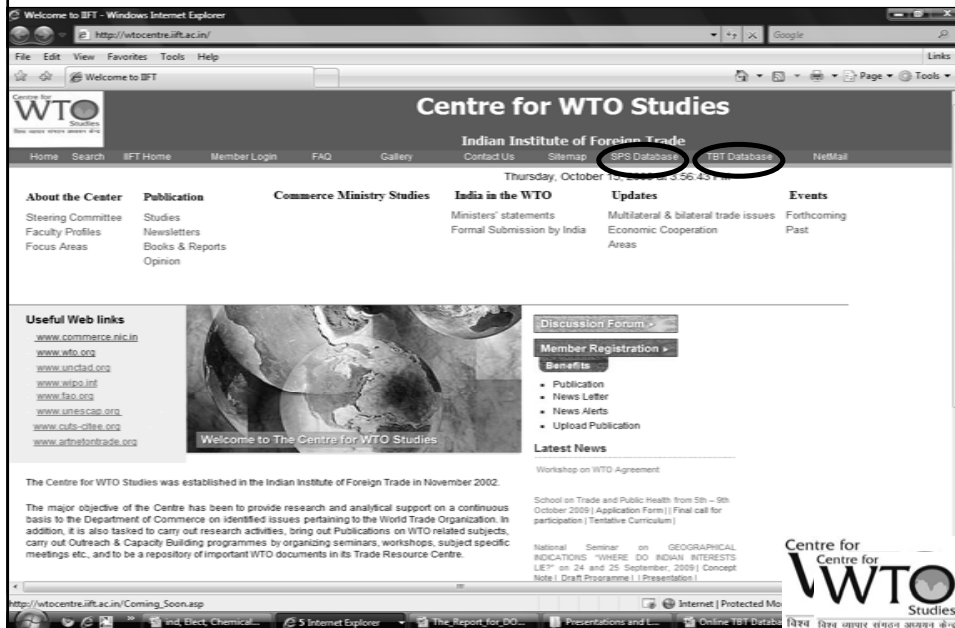 Welcome to IIFT - Windows Internet Explorer
http://wtocentre.iift.ac.in/
Google
File Edit View Favorites Tools Help
Links
Welcome to IIFT
Page Tools
Centre for
WTO
Studies
Centre for WTO Studies
Indian Institute of Foreign Trade
Home Search IIFT Home Member Login FAQ Gallery Contact Us Sitemap SPS Database TBT Database NetMail
Thursday, October 15, 3:56:43
About the Center Publication Commerce Ministry Studies India in the WTO Updates Events
Steering Committee Studies Ministers' statements Multilateral & bilateral trade issues Forthcoming
Faculty Profiles Newsletters Formal Submission by India Economic Cooperation Past
Focus Areas Books & Reports Areas
Opinion
Useful Web links
www.commerce.nic.in
www.wto.org
www.unctad.org
www.wipo.int
www.fao.org
www.unescap.org
www.cuts-citee.org
www.artnetontrade.org
Welcome to The Centre for WTO Studies
Discussion Forum
Member Registration
Benefits
Publication
News Letter
News Alerts
Upload Publication
Latest News
Workshop on WTO Agreement
School on Trade and Public Health from 5th – 9th
October 2009 | Application Form | | Final call for
participation | Tentative Curriculum |
National Seminar on GEOGRAPHICAL
INDICATIONS "WHERE DO INDIAN INTERESTS
LIE?" on 24 and 25 September, 2009 | Concept
Note | Draft Programme | | Presentation |
The Centre for WTO Studies was established in the Indian Institute of Foreign Trade in November 2002.
The major objective of the Centre has been to provide research and analytical support on a continuous
basis to the Department of Commerce on identified issues pertaining to the World Trade Organization. In
addition, it is also tasked to carry out research activities, bring out Publications on WTO related subjects,
carry out Outreach & Capacity Building programmes by organizing seminars, workshops, subject specific
meetings etc, and to be a repository of important WTO documents in its Trade Resource
Centre.
http://wtocentre.iift.ac.in/Coming_Soon.asp
Internet | Protected Mo
ind, Elect, Chemical... 5 Internet Explorer The_Report_for_DO... Presentations and L... Online TBT Databa
Centre for
Centre for
WTO
Studies
विश्व विश्व व्यापार संगठन अध्ययन केन्द्र